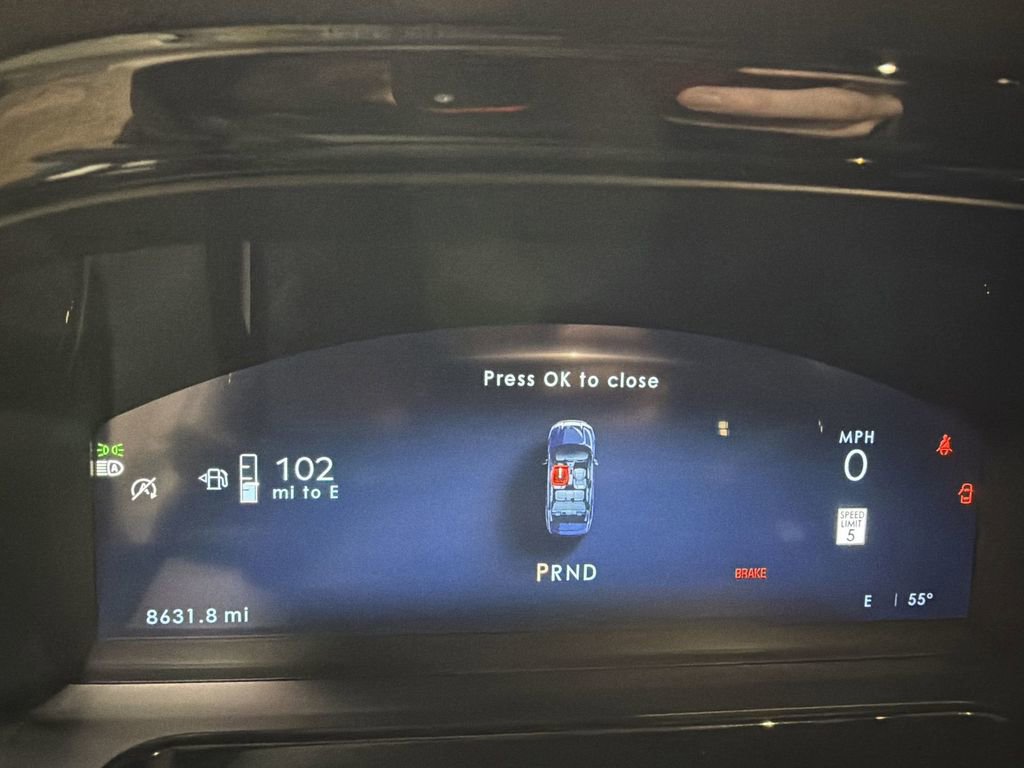 Press OK to close
MPH
0
A
102
mi to E
SPEED
LIMIT
5
PRND
BRAKE
E | 55°
8631.8 mi